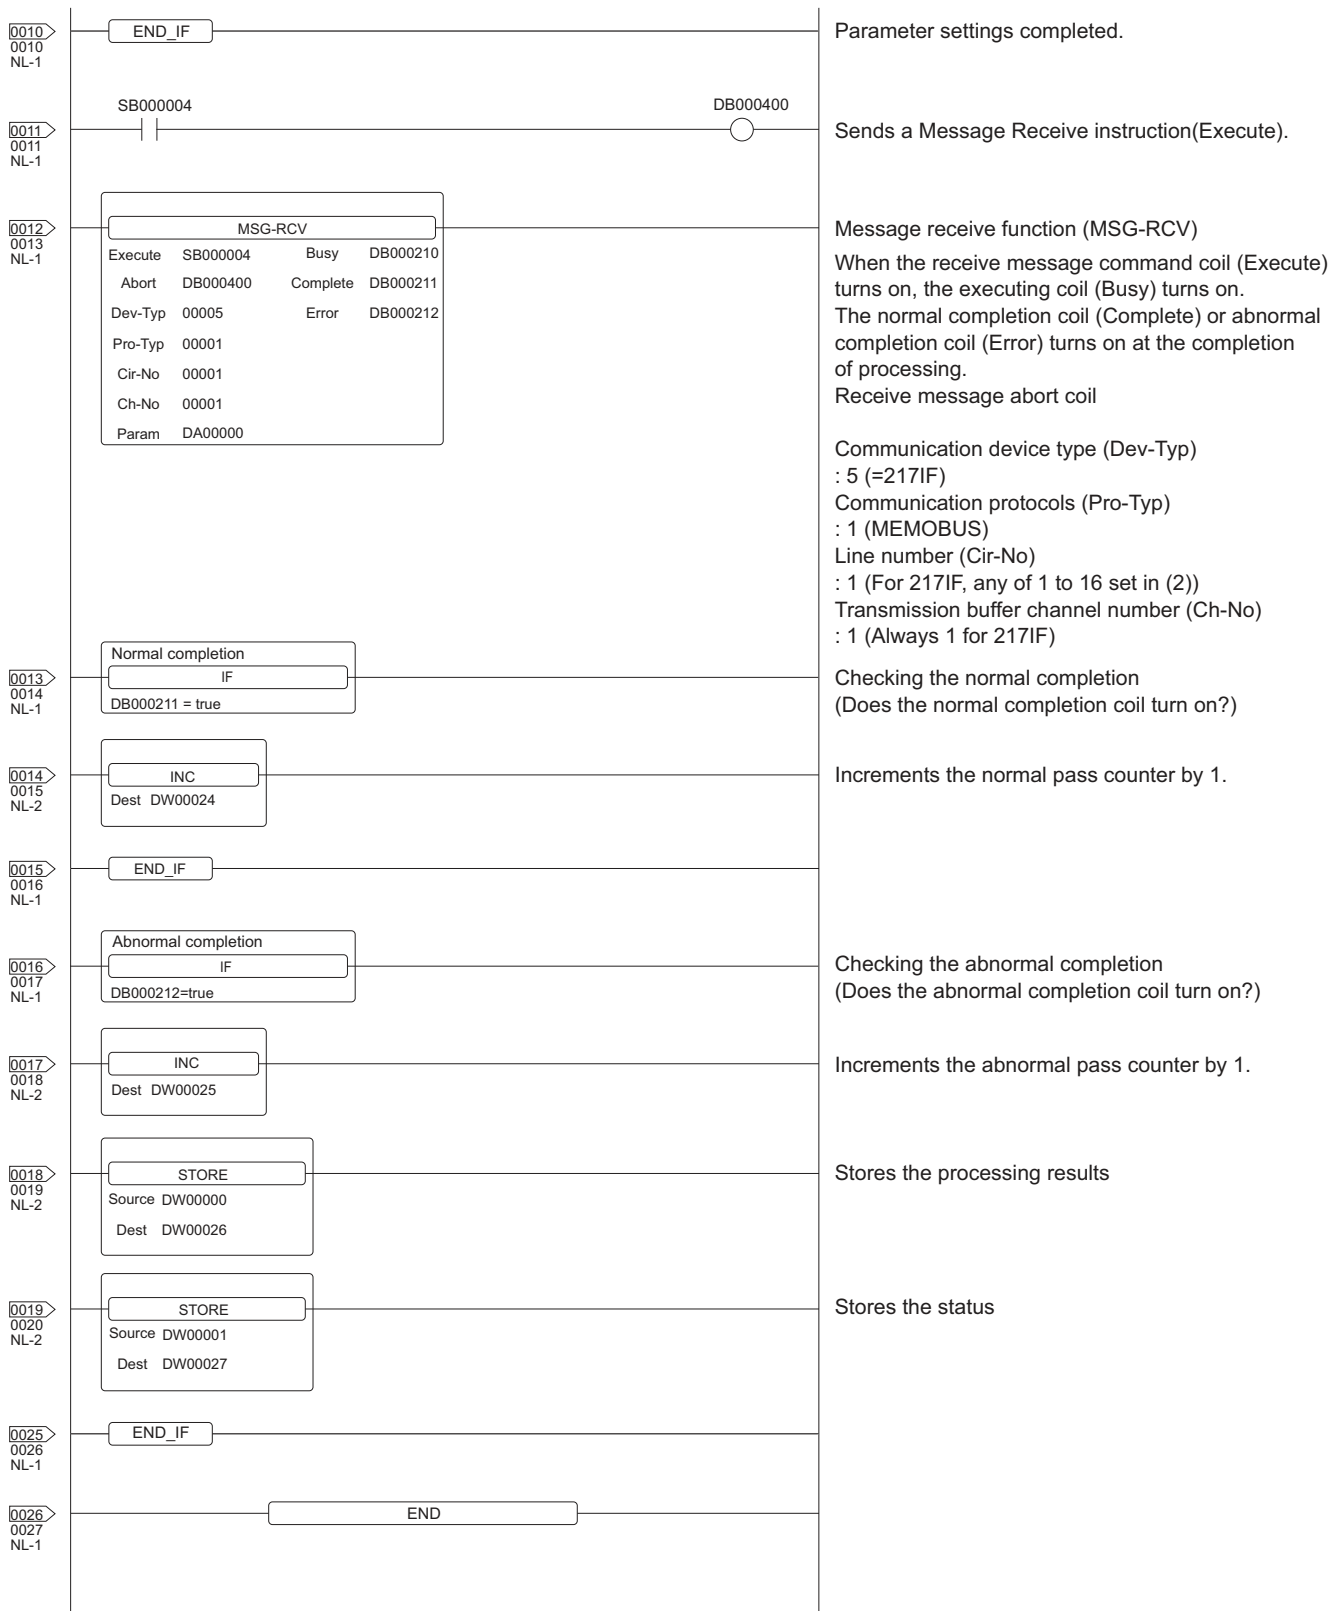 0010
0010
NL-1
END_IF
Parameter settings completed.
SB000004
DB000400
0011
0011
NL-1
Sends a Message Receive instruction(Execute).
0012
0013
NL-1
MSG-RCV
Execute SB000004 Busy DB000210
Abort DB000400 Complete DB000211
Dev-Typ 00005 Error DB000212
Pro-Typ 00001
Cir-No 00001
Ch-No 00001
Param DA00000
Message receive function (MSG-RCV)
When the receive message command coil (Execute)
turns on, the executing coil (Busy) turns on.
The normal completion coil (Complete) or abnormal
completion coil (Error) turns on at the completion
of processing.
Receive message abort coil
Communication device type (Dev-Typ)
: 5 (=217IF)
Communication protocols (Pro-Typ)
: 1 (MEMOBUS)
Line number (Cir-No)
: 1 (For 217IF, any of 1 to 16 set in (2))
Transmission buffer channel number (Ch-No)
: 1 (Always 1 for 217IF)
0013
0014
NL-1
Normal completion
IF
DB000211 = true
Checking the normal completion
(Does the normal completion coil turn on?)
0014
0015
NL-2
INC
Dest DW00024
Increments the normal pass counter by 1.
0015
0016
NL-1
END_IF
0016
0017
NL-1
Abnormal completion
IF
DB000212=true
Checking the abnormal completion
(Does the abnormal completion coil turn on?)
0017
0018
NL-2
INC
Dest DW00025
Increments the abnormal pass counter by 1.
0018
0019
NL-2
STORE
Source DW00000
Dest DW00026
Stores the processing results
0019
0020
NL-2
STORE
Source DW00001
Dest DW00027
Stores the status
0025
0026
NL-1
END_IF
0026
0027
NL-1
END